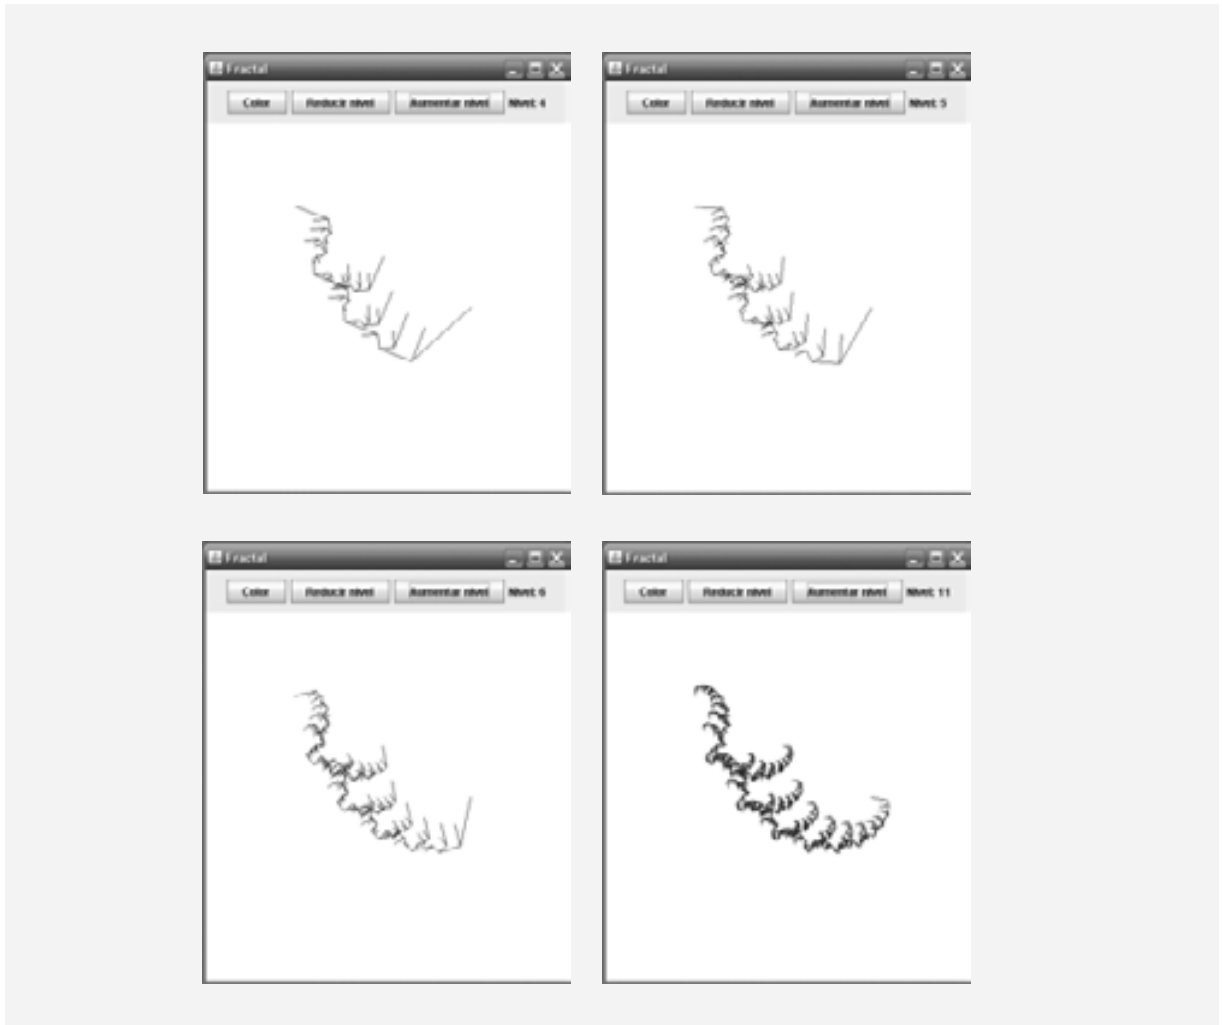 Fractal
Color Reducir nivel Aumentar nivel Nivel: 4
Fractal
Color Reducir nivel Aumentar nivel Nivel: 5
Fractal
Color Reducir nivel Aumentar nivel Nivel: 6
Fractal
Color Reducir nivel Aumentar nivel Nivel: 11